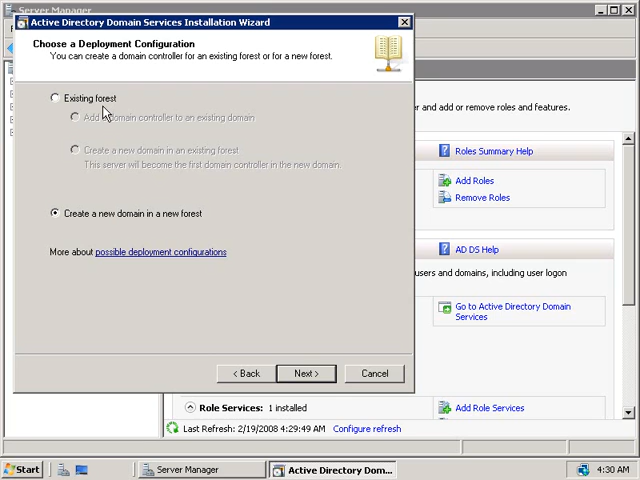 Server Manager
Active Directory Domain Services Installation Wizard
Choose a Deployment Configuration
You can create a domain controller for an existing forest or for a new forest.
Existing forest
Add a domain controller to an existing domain
Create a new domain in an existing forest
This server will become the first domain controller in the new domain.
Create a new domain in a new forest
More about possible deployment configurations
< Back
Next >
Cancel
er and add or remove roles and features.
Roles Summary Help
Add Roles
Remove Roles
AD DS Help
users and domains, including user logon
Go to Active Directory Domain
Services
Role Services: 1 installed
Add Role Services
Last Refresh: 2/19/2008 4:29:49 AM
Configure refresh
Start
Server Manager
Active Directory Dom...
4:30 AM